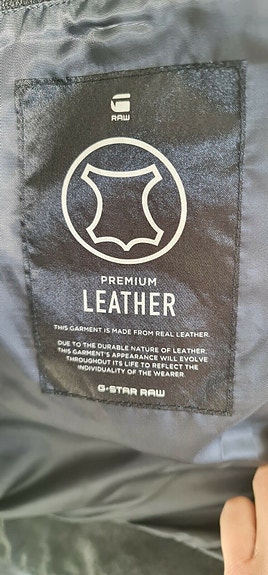 RAW
PREMIUM
LEATHER
THIS GARMENT IS MADE FROM REAL LEATHER.
DUE TO THE DURABLE NATURE OF LEATHER,
THIS GARMENT'S APPEARANCE WILL EVOLVE
THROUGHOUT ITS LIFE TO REFLECT THE
INDIVIDUALITY OF THE WEARER.
G-STAR RAW